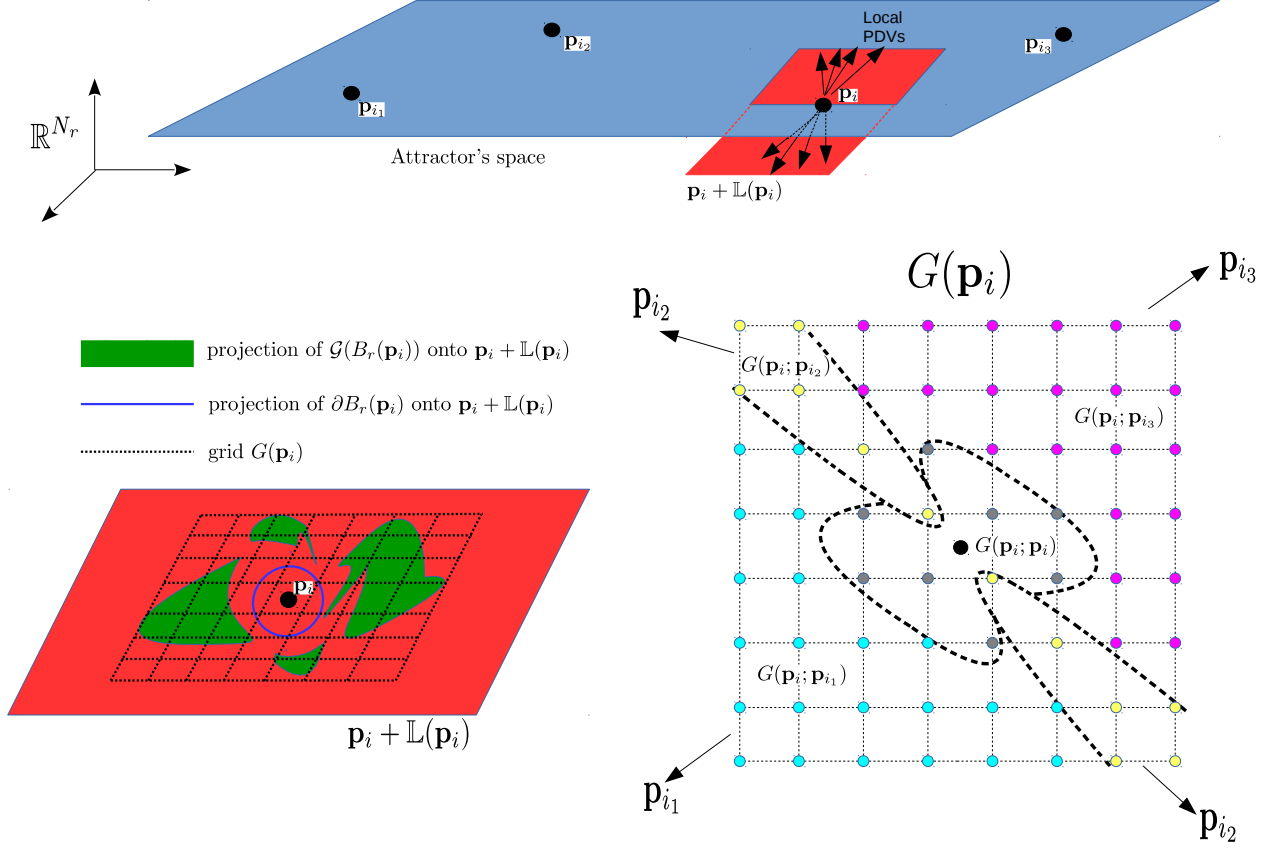 Local
PDVs
𝐩_{i_2}
𝐩_{i_3}
𝐩_i
𝐩_{i_1}
ℝ^{N_r}
Attractor's space
𝐩_i + 𝕃(𝐩_i)
G(𝐩_i)
𝐩_{i_3}
𝐩_{i_2}
projection of 𝒢(B_r(𝐩_i)) onto 𝐩_i + 𝕃(𝐩_i)
projection of ∂B_r(𝐩_i) onto 𝐩_i + 𝕃(𝐩_i)
grid G(𝐩_i)
G(𝐩_i; 𝐩_{i_2})
G(𝐩_i; 𝐩_{i_3})
G(𝐩_i; 𝐩_i)
𝐩_i
G(𝐩_i; 𝐩_{i_1})
𝐩_i + 𝕃(𝐩_i)
𝐩_{i_1}
𝐩_{i_2}